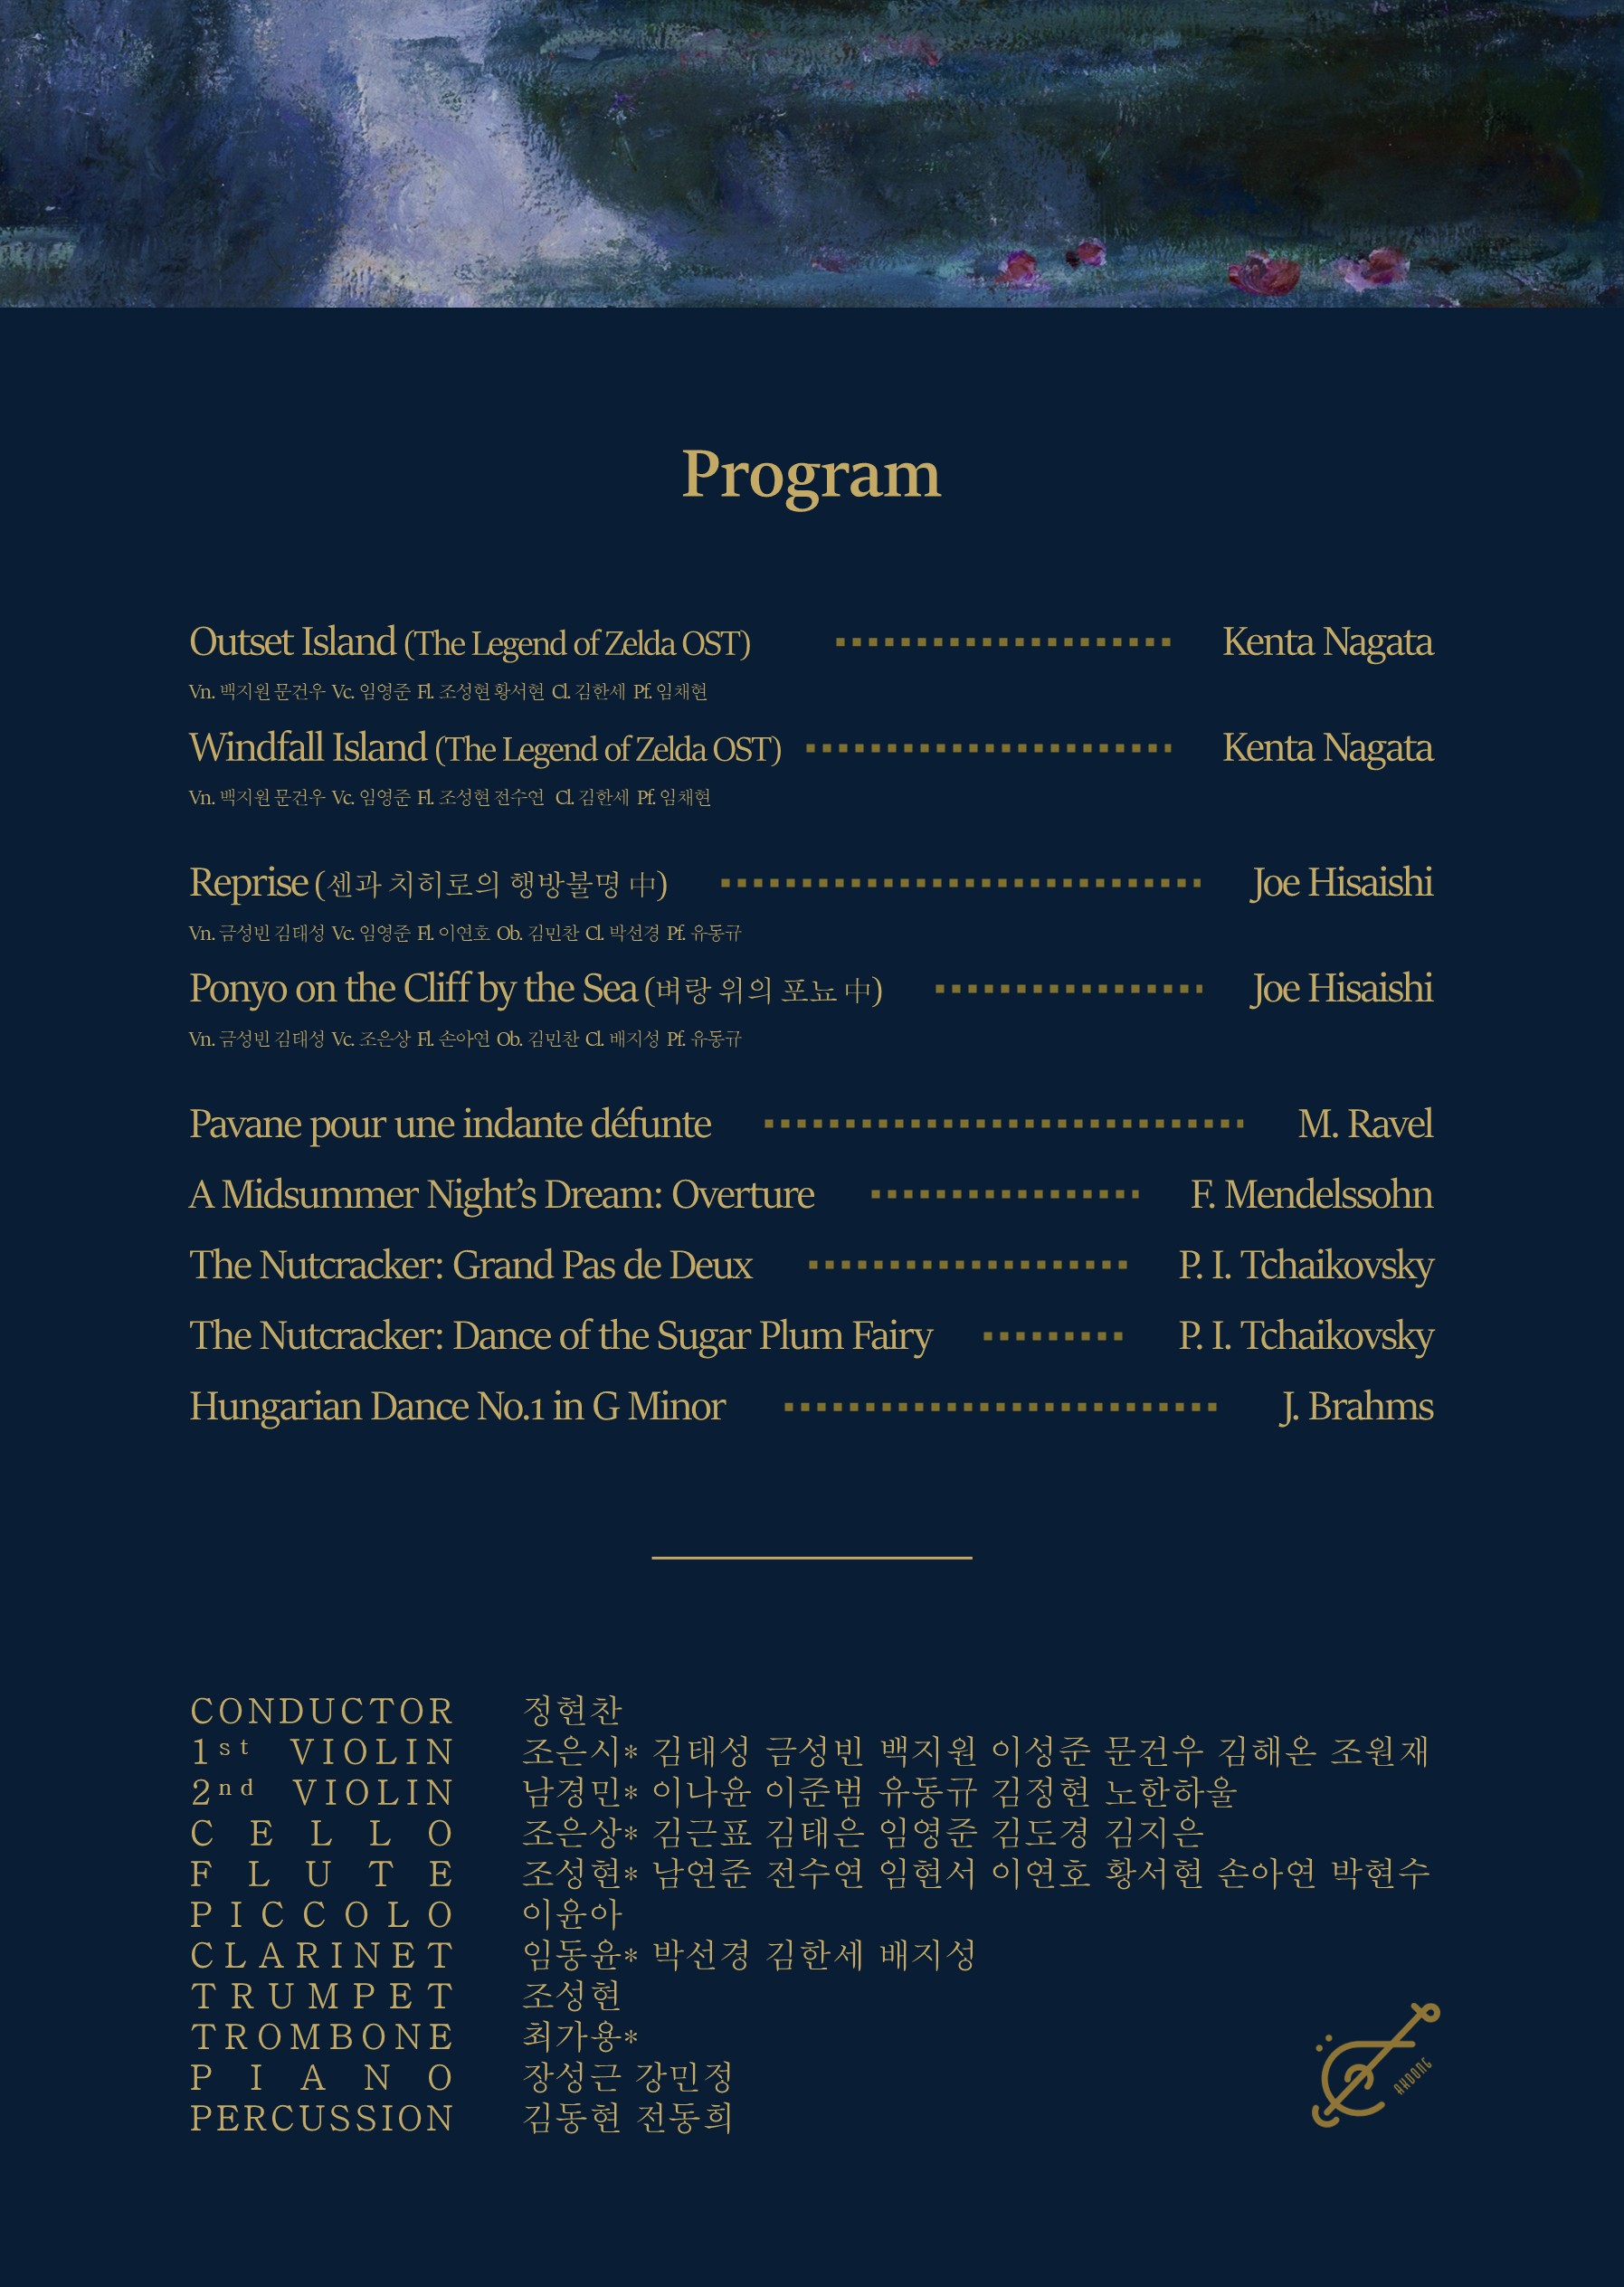 Program
Outset Island (The Legend of Zelda OST) Kenta Nagata
Vn. 백지원 문건우 Vc. 임영준 Fl. 조성현 황서현 Cl. 김한세 Pf. 임채현
Windfall Island (The Legend of Zelda OST) Kenta Nagata
Vn. 백지원 문건우 Vc. 임영준 Fl. 조성현 전수연 Cl. 김한세 Pf. 임채현
Reprise (센과 치히로의 행방불명 中) Joe Hisaishi
Vn. 금성빈 김태성 Vc. 임영준 Fl. 이연호 Ob. 김민찬 Cl. 박선경 Pf. 유동규
Ponyo on the Cliff by the Sea (벼랑 위의 포뇨 中) Joe Hisaishi
Vn. 금성빈 김태성 Vc. 조은상 Fl. 손아연 Ob. 김민찬 Cl. 배지성 Pf. 유동규
Pavane pour une indante défunte M. Ravel
A Midsummer Night's Dream: Overture F. Mendelssohn
The Nutcracker: Grand Pas de Deux P. I. Tchaikovsky
The Nutcracker: Dance of the Sugar Plum Fairy P. I. Tchaikovsky
Hungarian Dance No.1 in G Minor J. Brahms
CONDUCTOR 정현찬
1st VIOLIN 조은시* 김태성 금성빈 백지원 이성준 문건우 김해온 조원재
2nd VIOLIN 남경민* 이나윤 이준범 유동규 김정현 노한하울
CELLO 조은상* 김근표 김태은 임영준 김도경 김지은
FLUTE 조성현* 남연준 전수연 임현서 이연호 황서현 손아연 박현수
PICCOLO 이윤아
CLARINET 임동윤* 박선경 김한세 배지성
TRUMPET 조성현
TROMBONE 최가용*
PIANO 장성근 강민정
PERCUSSION 김동현 전동희
AHDONG